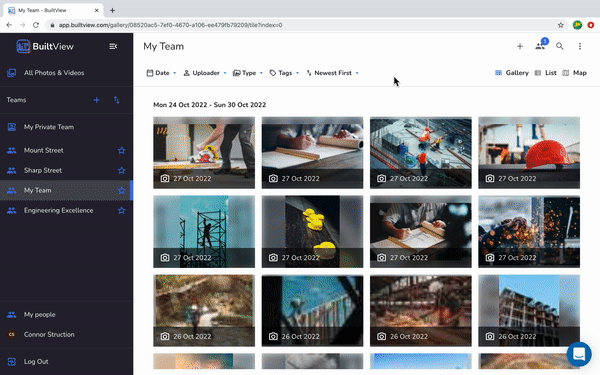 My Team - BuiltView
app.builtview.com/gallery/08520ac5-7ef0-4670-a106-ee479fb79209/tile?index=0
BuiltView
My Team
1
All Photos & Videos
Date
Uploader
Type
Tags
Newest First
Gallery
List
Map
Teams
Mon 24 Oct 2022 - Sun 30 Oct 2022
My Private Team
Mount Street
Sharp Street
My Team
Engineering Excellence
27 Oct 2022
27 Oct 2022
27 Oct 2022
27 Oct 2022
27 Oct 2022
27 Oct 2022
27 Oct 2022
27 Oct 2022
26 Oct 2022
26 Oct 2022
26 Oct 2022
26 Oct 2022
My people
CS
Connor Struction
Log Out